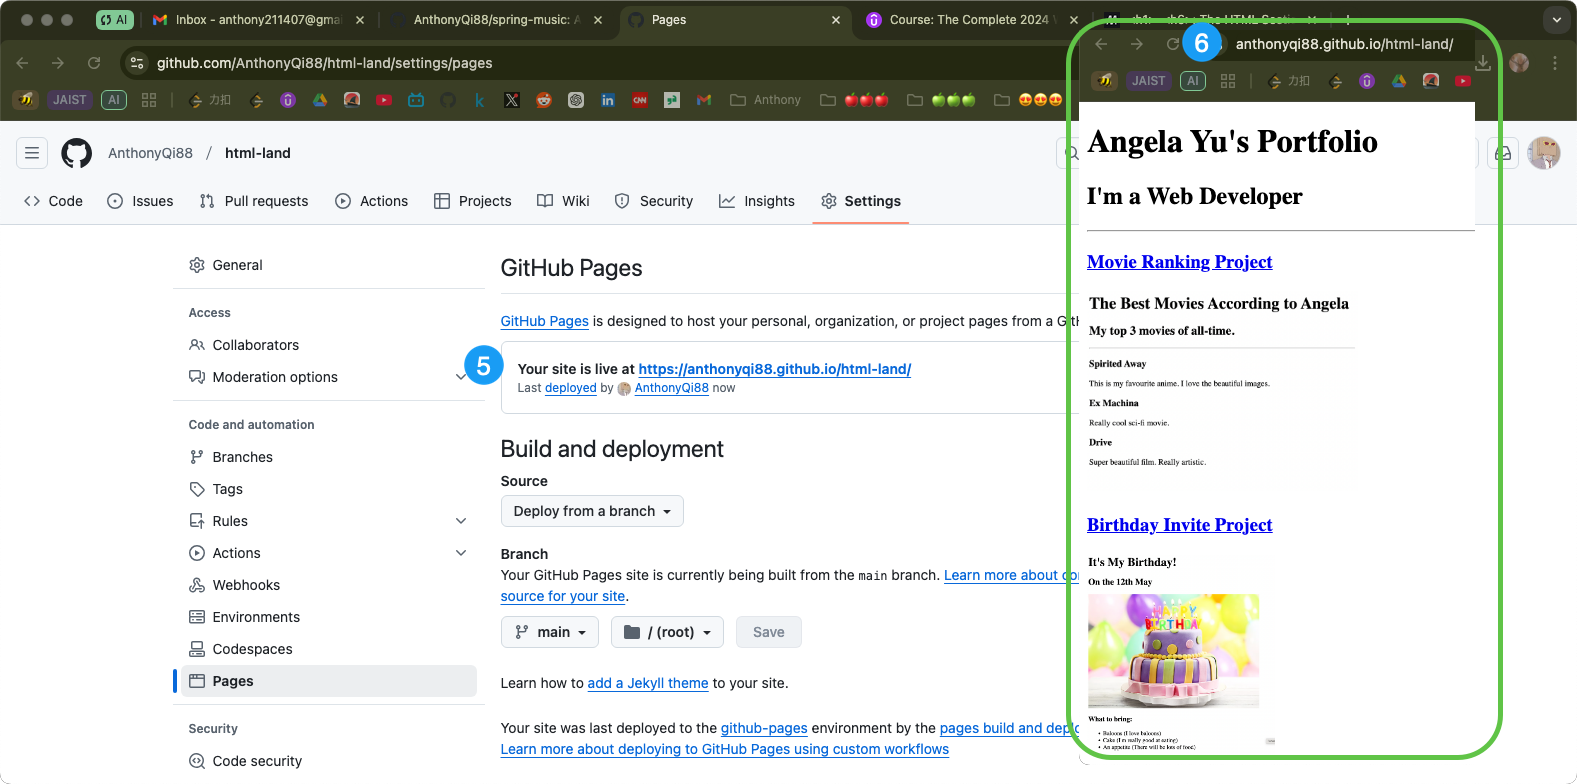 AI
Inbox - anthony211407@gmai
AnthonyQi88/spring-music: A
Pages
Course: The Complete 2024
github.com/AnthonyQi88/html-land/settings/pages
JAIST
AI
力扣
Anthony
AnthonyQi88 / html-land
Code
Issues
Pull requests
Actions
Projects
Wiki
Security
Insights
Settings
General
Access
Collaborators
Moderation options
Code and automation
Branches
Tags
Rules
Actions
Webhooks
Environments
Codespaces
Pages
Security
Code security
GitHub Pages
GitHub Pages is designed to host your personal, organization, or project pages from a GitH
5
Your site is live at https://anthonyqi88.github.io/html-land/
Last deployed by AnthonyQi88 now
Build and deployment
Source
Deploy from a branch
Branch
Your GitHub Pages site is currently being built from the main branch. Learn more about
source for your site.
main
/ (root)
Save
Learn how to add a Jekyll theme to your site.
Your site was last deployed to the github-pages environment by the pages build and
Learn more about deploying to GitHub Pages using custom workflows
6
anthonyqi88.github.io/html-land/
JAIST
AI
力扣
Angela Yu's Portfolio
I'm a Web Developer
Movie Ranking Project
The Best Movies According to Angela
My top 3 movies of all-time.
Spirited Away
This is my favourite anime. I love the beautiful images.
Ex Machina
Really cool sci-fi movie.
Drive
Super beautiful film. Really artistic.
Birthday Invite Project
It's My Birthday!
On the 12th May
HAPPY
BIRTHDA
What to bring:
Baloons (I love baloons)
Cake (I'm really good at eating)
An appetite (There will be lots of food)